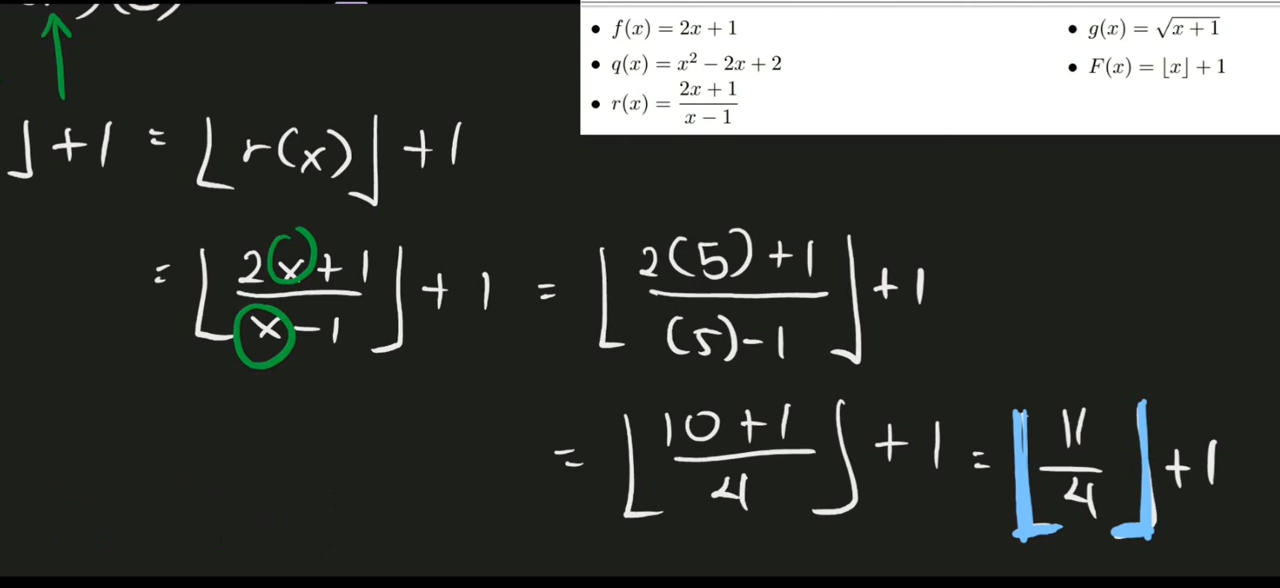 • f(x) = 2x + 1
• g(x) = √(x + 1)
• q(x) = x² − 2x + 2
• F(x) = ⌊x⌋ + 1
• r(x) = (2x + 1)/(x − 1)
⌋ + 1 = ⌊r(x)⌋ + 1
= ⌊(2x + 1)/(x − 1)⌋ + 1 = ⌊(2(5) + 1)/((5) − 1)⌋ + 1
= ⌊(10 + 1)/4⌋ + 1 = ⌊11/4⌋ + 1